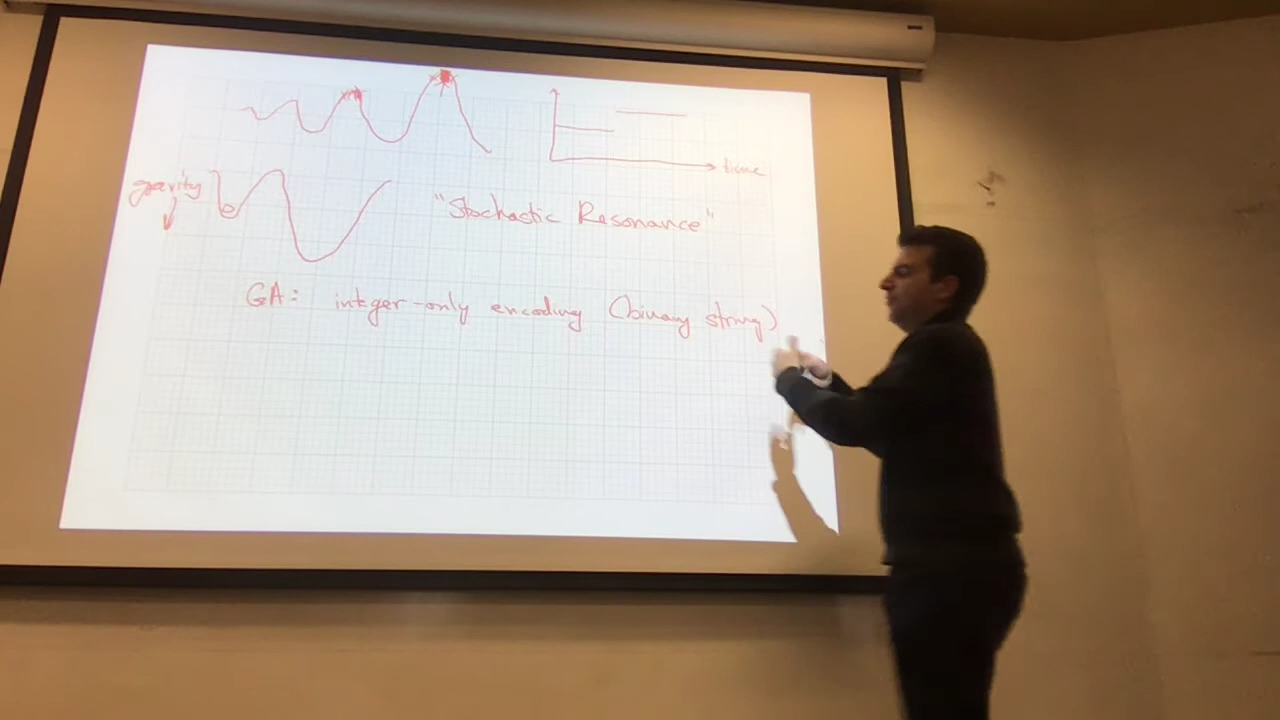 time
gravity
"Stochastic Resonance"
GA: integer-only encoding (binary string)